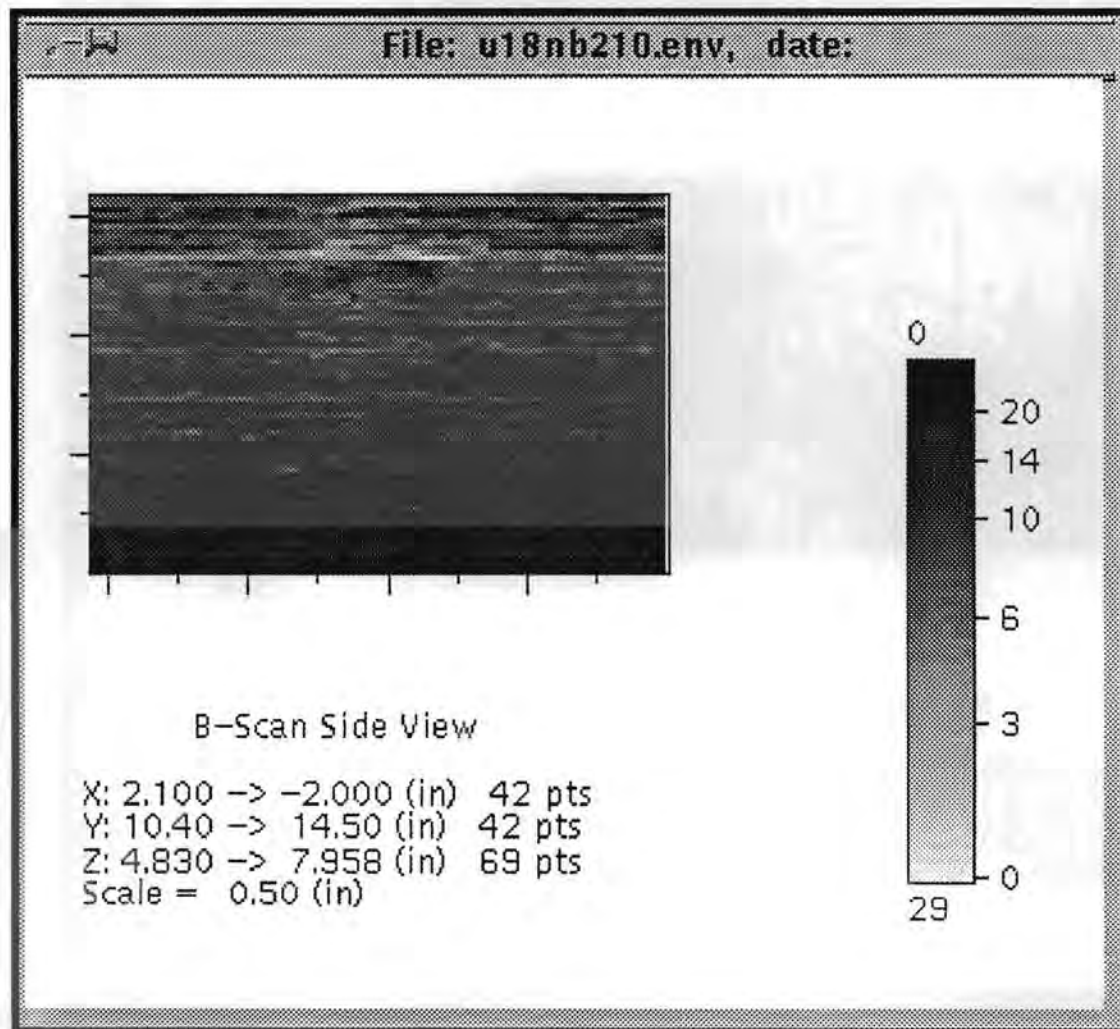 File: u18nb210.env, date:
0
20
14
10
6
3
0
29
B-Scan Side View
X: 2.100 -> -2.000 (in) 42 pts
Y: 10.40 -> 14.50 (in) 42 pts
Z: 4.830 -> 7.958 (in) 69 pts
Scale = 0.50 (in)